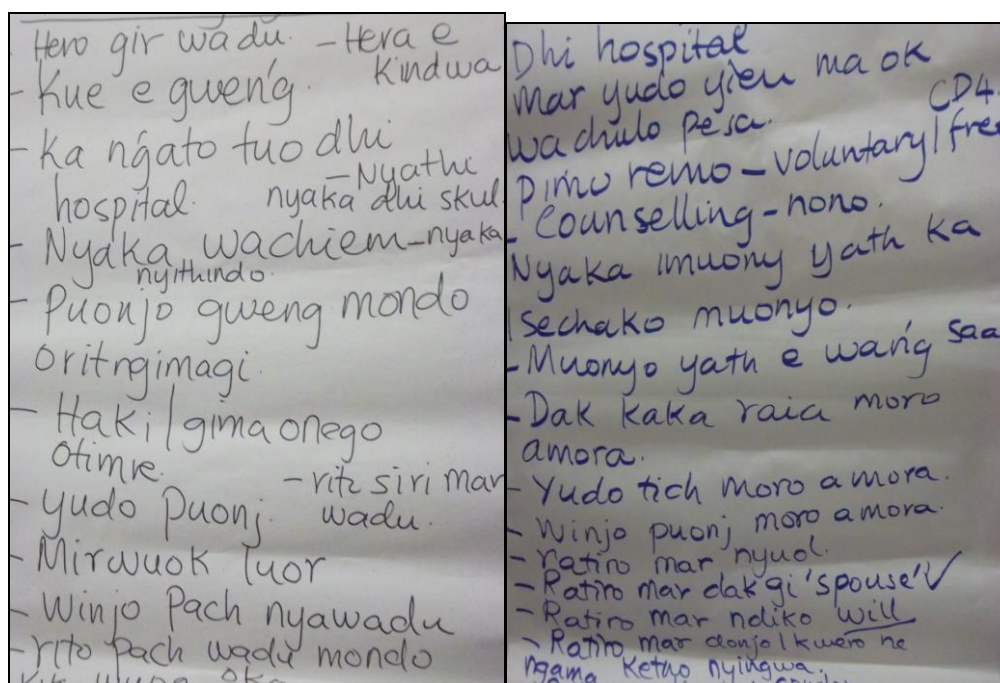 - Hero gir wadu. - Hera e
Kindwa
- Kue e gweng'.
- Ka ng'ato tuo dhi
hospital.
- Nyathi
nyaka dhi skul.
- Nyaka wachiem - nyaka
nyithindo.
- Puonjo gweng mondo
oritngimagi.
- Haki / gima onego
otimre.
- riti siri mar
wadu.
- yudo puonj.
- Mirwuok luor
- Winjo Pach nyawadu
- rito pach wadu mondo
Dhi hospital
mar yudo yieu ma ok
wachulo pesa.
CD4
Pimo remo - voluntary / free
- Counselling - nono.
Nyaka imuony yath ka
isechako muonyo.
- Muonyo yath e wang' saa
- Dak kaka raia moro
amora.
- Yudo tich moro amora.
- Winjo puonj moro amora.
- ratiro mar nyuol.
- Ratiro mar dak gi 'spouse' ✓
- Ratiro mar ndiko will
- Ratiro mar donjo / kwero ne
ngama ketho nyingwa.